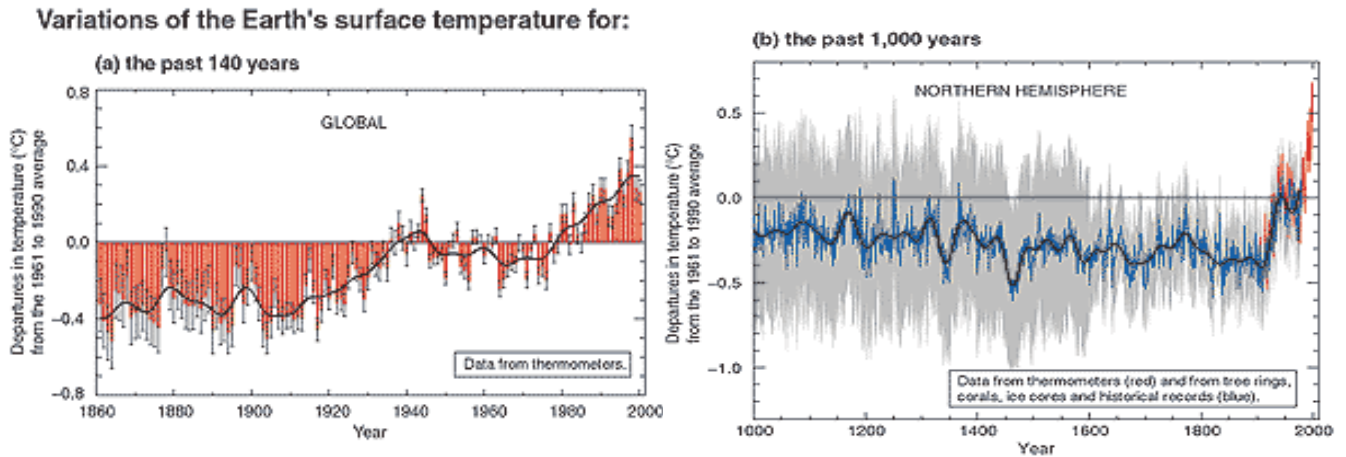 Variations of the Earth's surface temperature for:
(a) the past 140 years
0.8
0.4
0.0
−0.4
−0.8
Departures in temperature (°C)
from the 1961 to 1990 average
GLOBAL
Data from thermometers.
1860 1880 1900 1920 1940 1960 1980 2000
Year
(b) the past 1,000 years
0.5
0.0
−0.5
−1.0
Departures in temperature (°C)
from the 1961 to 1990 average
NORTHERN HEMISPHERE
Data from thermometers (red) and from tree rings,
corals, ice cores and historical records (blue).
1000 1200 1400 1600 1800 2000
Year